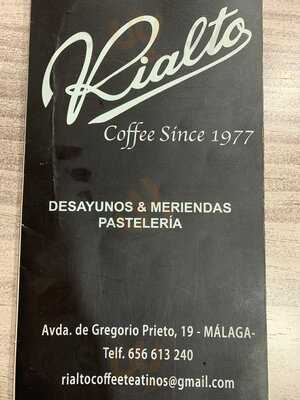 Rialto
Coffee Since 1977
DESAYUNOS & MERIENDAS
PASTELERÍA
Avda. de Gregorio Prieto, 19 - MÁLAGA-
Telf. 656 613 240
rialtocoffeeteatinos@gmail.com